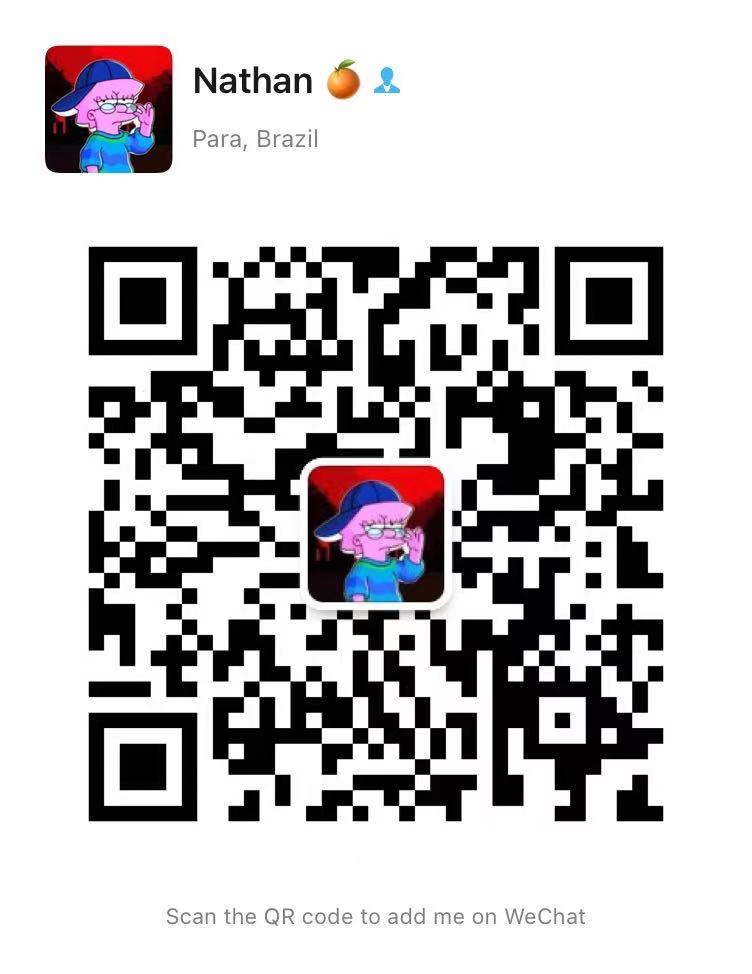 Nathan 🍊
Para, Brazil
Scan the QR code to add me on WeChat